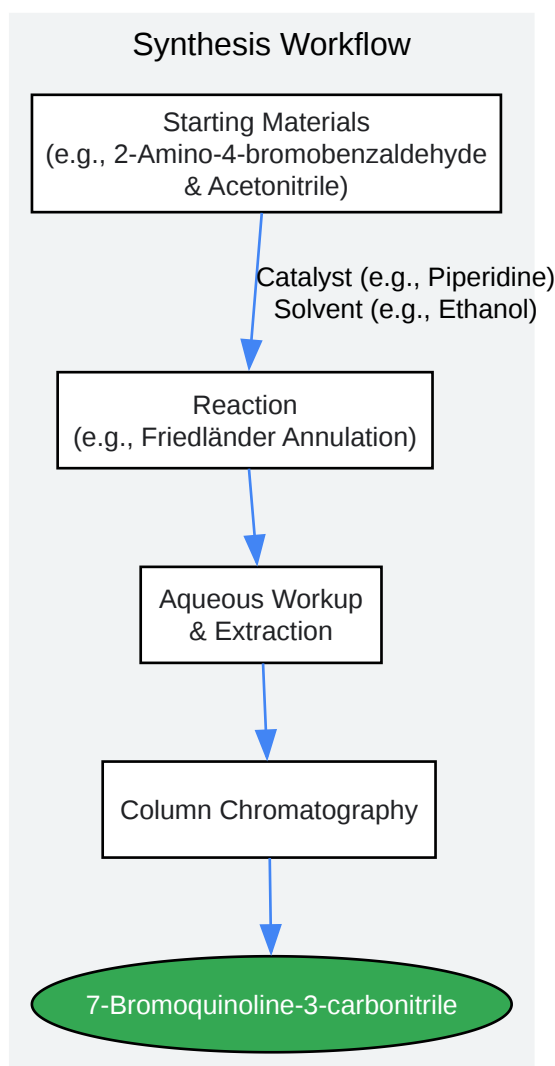 Synthesis Workflow
Starting Materials
(e.g., 2-Amino-4-bromobenzaldehyde
& Acetonitrile)
Catalyst (e.g., Piperidine)
Solvent (e.g., Ethanol)
Reaction
(e.g., Friedländer Annulation)
Aqueous Workup
& Extraction
Column Chromatography
7-Bromoquinoline-3-carbonitrile